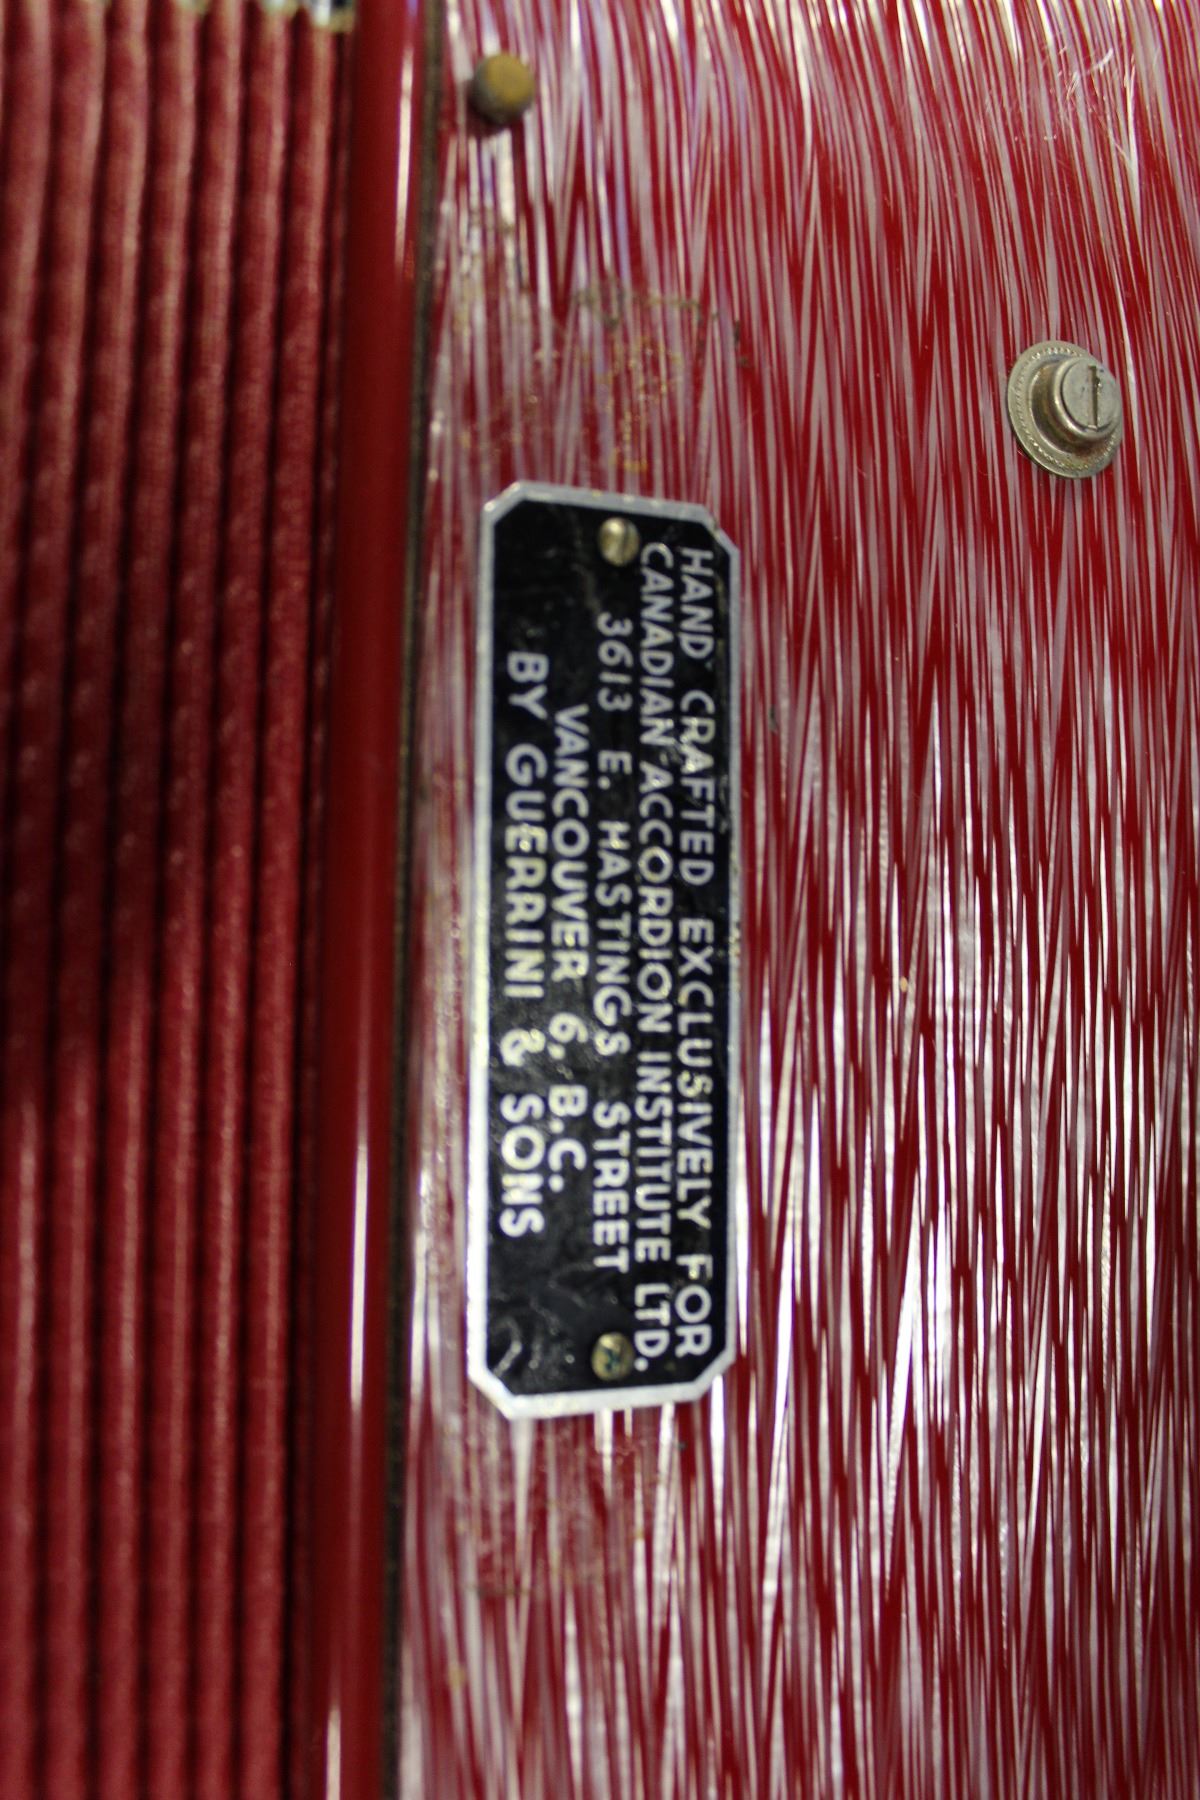 HAND CRAFTED EXCLUSIVELY FOR
CANADIAN ACCORDION INSTITUTE LTD.
3613 E. HASTINGS STREET
VANCOUVER 6, B.C.
BY GUERRINI & SONS